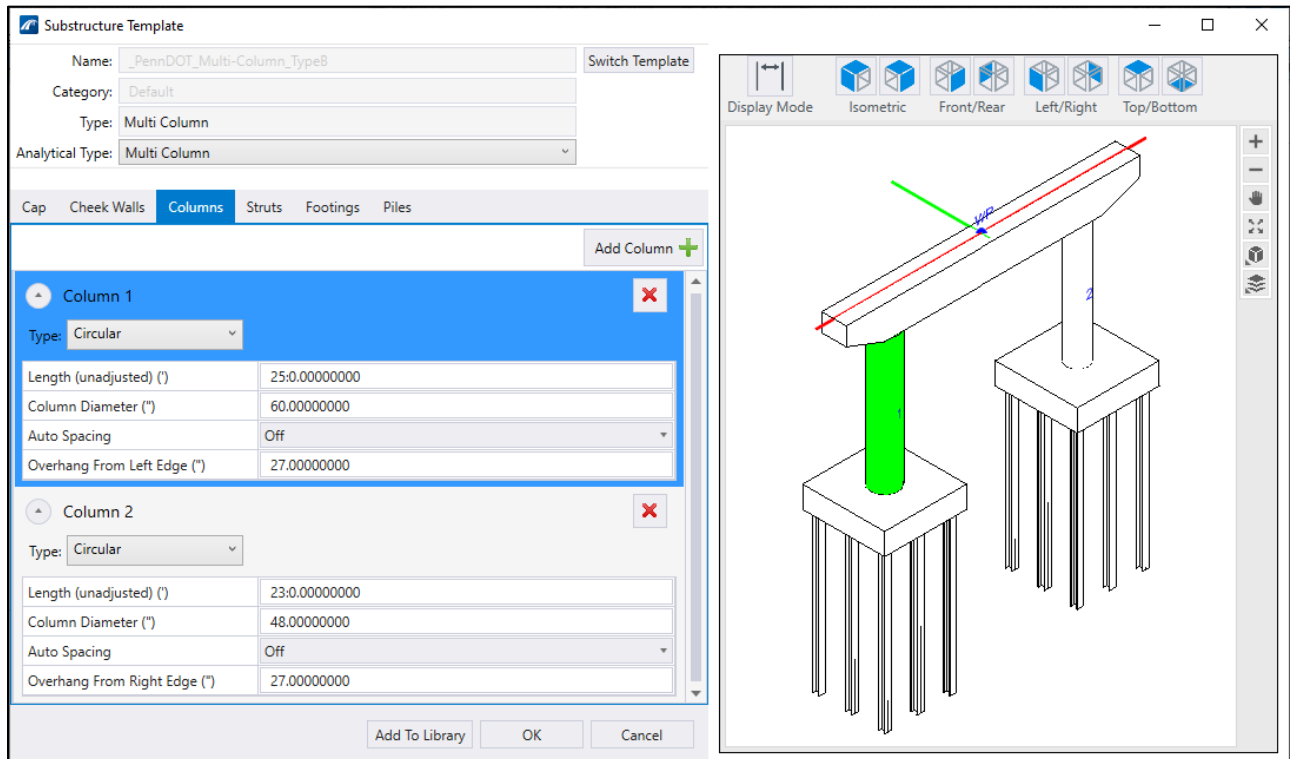 Substructure Template
Name: _PennDOT_Multi-Column_TypeB Switch Template
Category: Default
Type: Multi Column
Analytical Type: Multi Column
Cap Cheek Walls Columns Struts Footings Piles
Add Column
Column 1
Type: Circular
Length (unadjusted) (') 25:0.00000000
Column Diameter (") 60.00000000
Auto Spacing Off
Overhang From Left Edge (") 27.00000000
Column 2
Type: Circular
Length (unadjusted) (') 23:0.00000000
Column Diameter (") 48.00000000
Auto Spacing Off
Overhang From Right Edge (") 27.00000000
Add To Library OK Cancel
Display Mode Isometric Front/Rear Left/Right Top/Bottom
WP
2
1